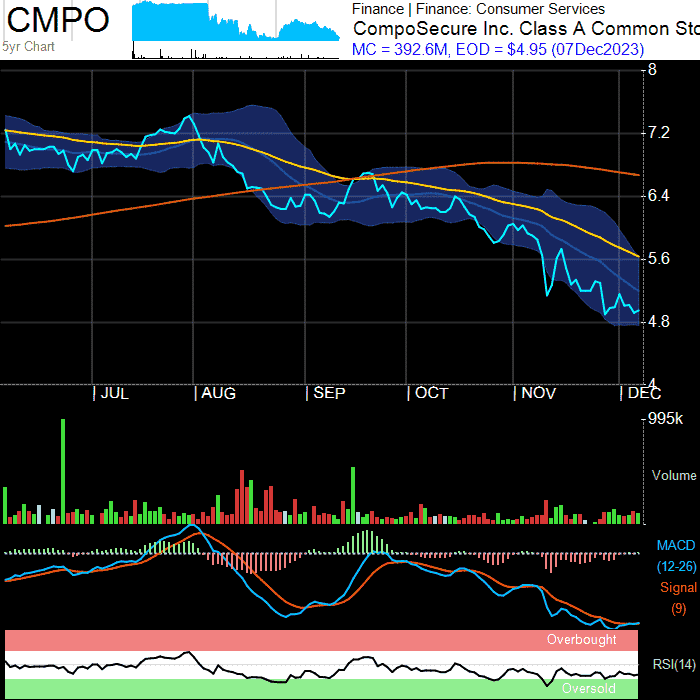 CMPO
5yr Chart
Finance | Finance: Consumer Services
CompoSecure Inc. Class A Common Sto
MC = 392.6M, EOD = $4.95 (07Dec2023)
8
7.2
6.4
5.6
4.8
4
JUL AUG SEP OCT NOV DEC
995k
Volume
MACD
(12-26)
Signal
(9)
Overbought
RSI(14)
Oversold